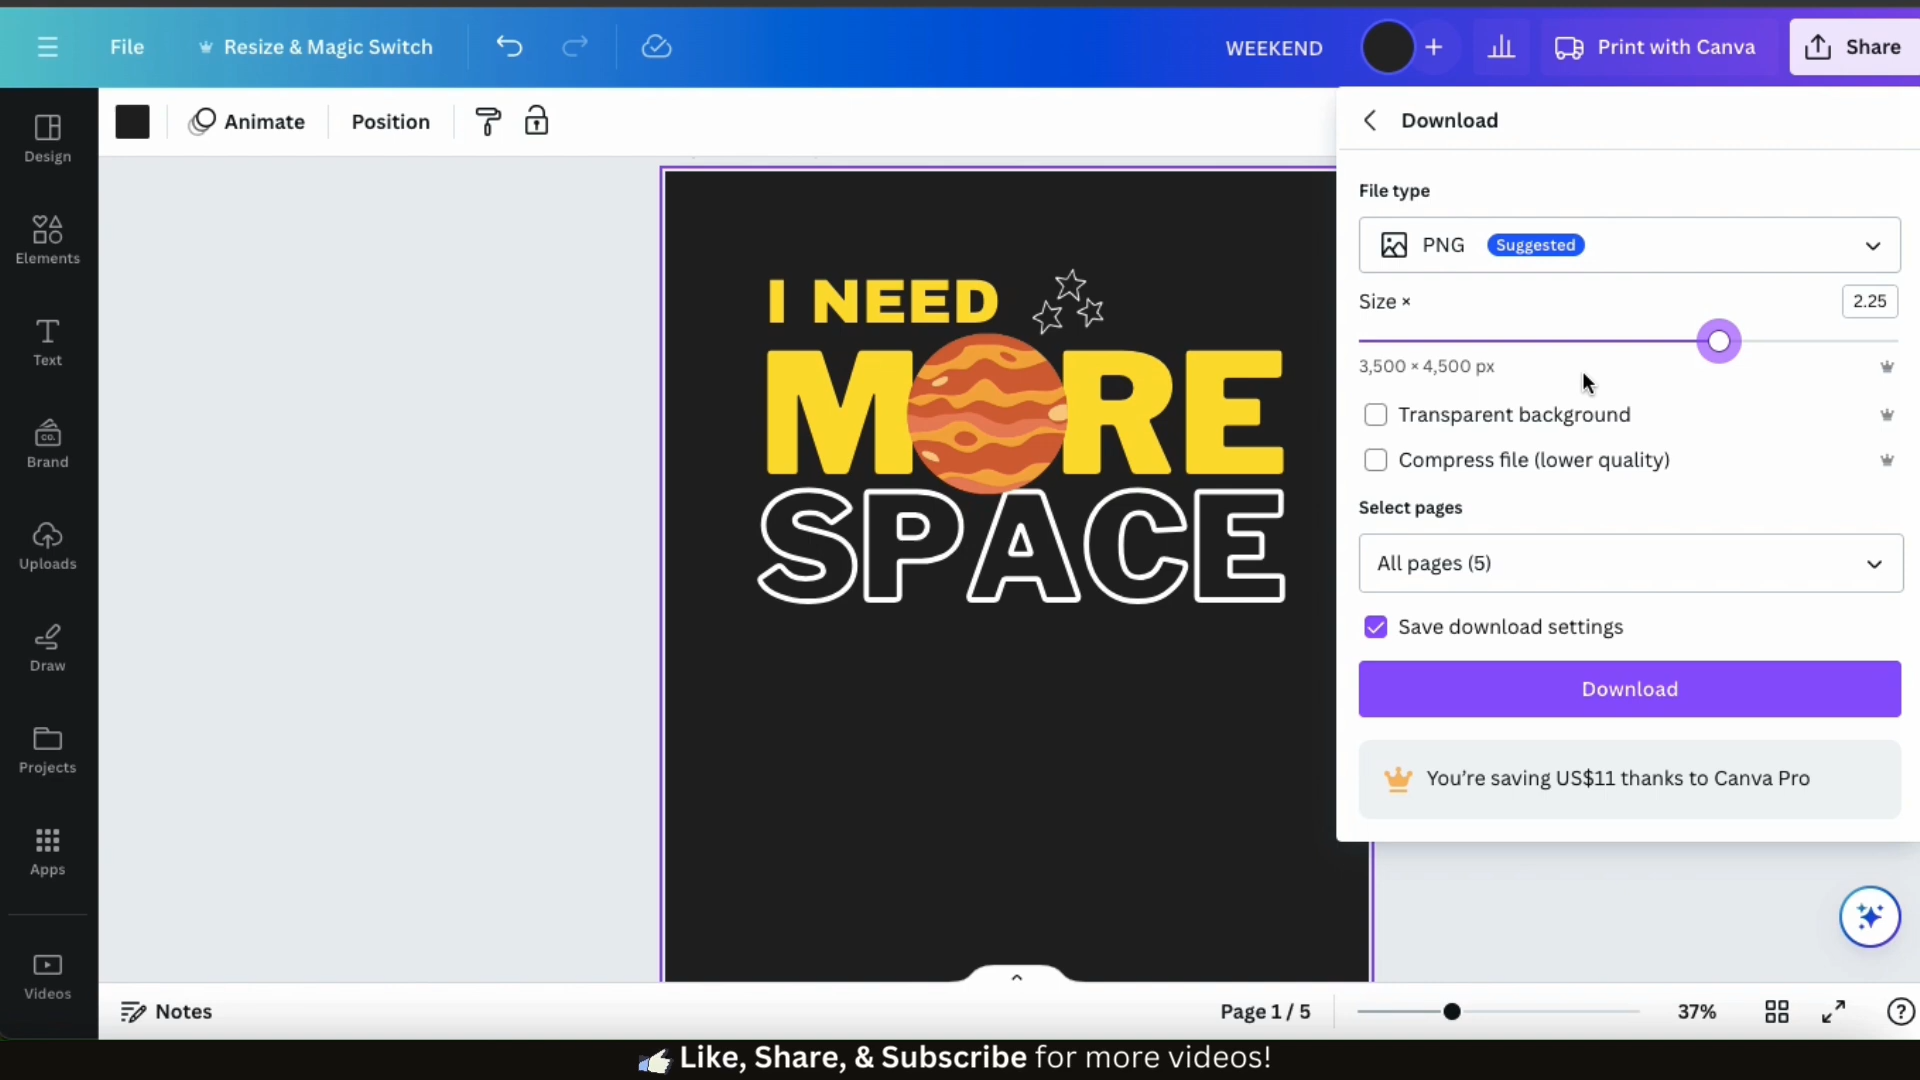 File
Resize & Magic Switch
WEEKEND
Print with Canva
Share
Animate
Position
Download
Design
Elements
Text
CO.
Brand
Uploads
Draw
Projects
Apps
Videos
I NEED
MORE
SPACE
File type
PNG Suggested
Size ×
2.25
3,500 × 4,500 px
Transparent background
Compress file (lower quality)
Select pages
All pages (5)
Save download settings
Download
You're saving US$11 thanks to Canva Pro
Notes
Page 1 / 5
37%
?
Like, Share, & Subscribe for more videos!